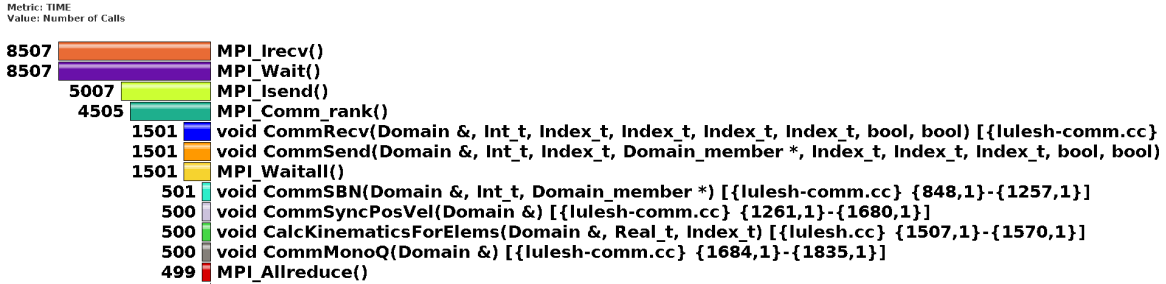 Metric: TIME
Value: Number of Calls
8507 MPI_Irecv()
8507 MPI_Wait()
5007 MPI_Isend()
4505 MPI_Comm_rank()
1501 void CommRecv(Domain &, Int_t, Index_t, Index_t, Index_t, Index_t, bool, bool) [{lulesh-comm.cc}
1501 void CommSend(Domain &, Int_t, Index_t, Domain_member *, Index_t, Index_t, Index_t, bool, bool)
1501 MPI_Waitall()
501 void CommSBN(Domain &, Int_t, Domain_member *) [{lulesh-comm.cc} {848,1}-{1257,1}]
500 void CommSyncPosVel(Domain &) [{lulesh-comm.cc} {1261,1}-{1680,1}]
500 void CalcKinematicsForElems(Domain &, Real_t, Index_t) [{lulesh.cc} {1507,1}-{1570,1}]
500 void CommMonoQ(Domain &) [{lulesh-comm.cc} {1684,1}-{1835,1}]
499 MPI_Allreduce()